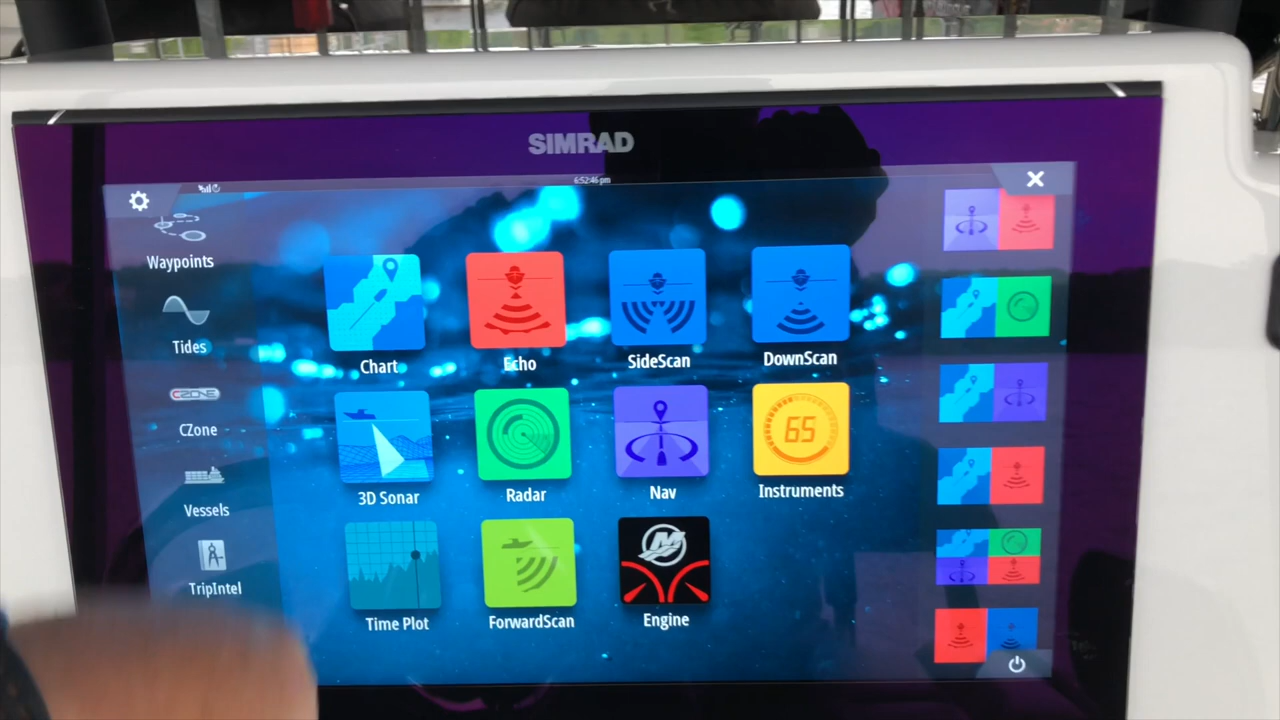 SIMRAD
6:52:46 pm
Waypoints
Tides
CZONE
CZone
Vessels
TripIntel
Chart
Echo
SideScan
DownScan
3D Sonar
Radar
Nav
65
Instruments
Time Plot
ForwardScan
Engine